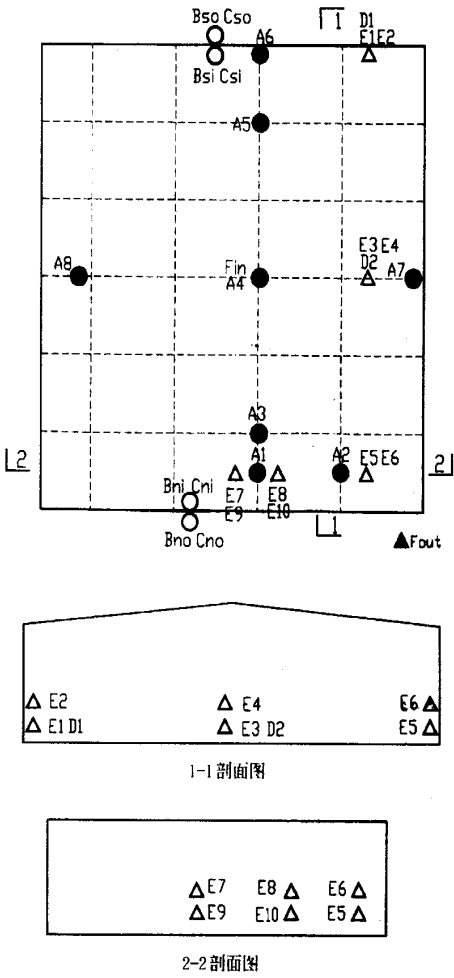 Bso Cso
1 D1
A6 E1E2
Bsi Csi
A5
E3 E4
A8 Fin D2 A7
A4
A3
2 A1 A2 E5E6 2
Bni Cni E7 E8
E9 E10
Bno Cno 1
Fout
E2 E4 E6
E1 D1 E3 D2 E5
1-1剖面图
E7 E8 E6
E9 E10 E5
2-2剖面图